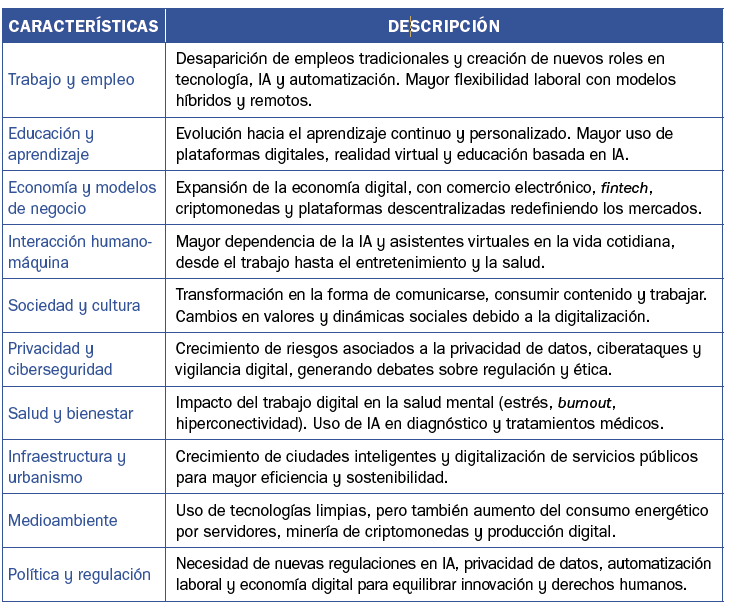 CARACTERÍSTICAS DESCRIPCIÓN
Trabajo y empleo
Desaparición de empleos tradicionales y creación de nuevos roles en
tecnología, IA y automatización. Mayor flexibilidad laboral con modelos
híbridos y remotos.
Educación y
aprendizaje
Evolución hacia el aprendizaje continuo y personalizado. Mayor uso de
plataformas digitales, realidad virtual y educación basada en IA.
Economía y modelos
de negocio
Expansión de la economía digital, con comercio electrónico, fintech,
criptomonedas y plataformas descentralizadas redefiniendo los mercados.
Interacción humano-
máquina
Mayor dependencia de la IA y asistentes virtuales en la vida cotidiana,
desde el trabajo hasta el entretenimiento y la salud.
Sociedad y cultura
Transformación en la forma de comunicarse, consumir contenido y trabajar.
Cambios en valores y dinámicas sociales debido a la digitalización.
Privacidad y
ciberseguridad
Crecimiento de riesgos asociados a la privacidad de datos, ciberataques y
vigilancia digital, generando debates sobre regulación y ética.
Salud y bienestar
Impacto del trabajo digital en la salud mental (estrés, burnout,
hiperconectividad). Uso de IA en diagnóstico y tratamientos médicos.
Infraestructura y
urbanismo
Crecimiento de ciudades inteligentes y digitalización de servicios públicos
para mayor eficiencia y sostenibilidad.
Medioambiente
Uso de tecnologías limpias, pero también aumento del consumo energético
por servidores, minería de criptomonedas y producción digital.
Política y regulación
Necesidad de nuevas regulaciones en IA, privacidad de datos, automatización
laboral y economía digital para equilibrar innovación y derechos humanos.